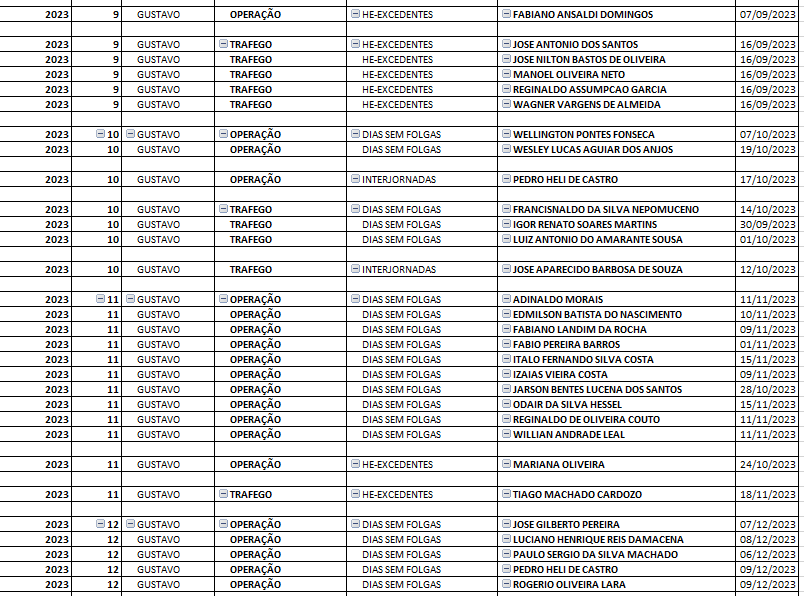 2023 9 GUSTAVO OPERAÇÃO HE-EXCEDENTES FABIANO ANSALDI DOMINGOS 07/09/2023
2023 9 GUSTAVO TRAFEGO HE-EXCEDENTES JOSE ANTONIO DOS SANTOS 16/09/2023
2023 9 GUSTAVO TRAFEGO HE-EXCEDENTES JOSE NILTON BASTOS DE OLIVEIRA 16/09/2023
2023 9 GUSTAVO TRAFEGO HE-EXCEDENTES MANOEL OLIVEIRA NETO 16/09/2023
2023 9 GUSTAVO TRAFEGO HE-EXCEDENTES REGINALDO ASSUMPCAO GARCIA 16/09/2023
2023 9 GUSTAVO TRAFEGO HE-EXCEDENTES WAGNER VARGENS DE ALMEIDA 16/09/2023
2023 10 GUSTAVO OPERAÇÃO DIAS SEM FOLGAS WELLINGTON PONTES FONSECA 07/10/2023
2023 10 GUSTAVO OPERAÇÃO DIAS SEM FOLGAS WESLEY LUCAS AGUIAR DOS ANJOS 19/10/2023
2023 10 GUSTAVO OPERAÇÃO INTERJORNADAS PEDRO HELI DE CASTRO 17/10/2023
2023 10 GUSTAVO TRAFEGO DIAS SEM FOLGAS FRANCISNALDO DA SILVA NEPOMUCENO 14/10/2023
2023 10 GUSTAVO TRAFEGO DIAS SEM FOLGAS IGOR RENATO SOARES MARTINS 30/09/2023
2023 10 GUSTAVO TRAFEGO DIAS SEM FOLGAS LUIZ ANTONIO DO AMARANTE SOUSA 01/10/2023
2023 10 GUSTAVO TRAFEGO INTERJORNADAS JOSE APARECIDO BARBOSA DE SOUZA 12/10/2023
2023 11 GUSTAVO OPERAÇÃO DIAS SEM FOLGAS ADINALDO MORAIS 11/11/2023
2023 11 GUSTAVO OPERAÇÃO DIAS SEM FOLGAS EDMILSON BATISTA DO NASCIMENTO 10/11/2023
2023 11 GUSTAVO OPERAÇÃO DIAS SEM FOLGAS FABIANO LANDIM DA ROCHA 09/11/2023
2023 11 GUSTAVO OPERAÇÃO DIAS SEM FOLGAS FABIO PEREIRA BARROS 01/11/2023
2023 11 GUSTAVO OPERAÇÃO DIAS SEM FOLGAS ITALO FERNANDO SILVA COSTA 15/11/2023
2023 11 GUSTAVO OPERAÇÃO DIAS SEM FOLGAS IZAIAS VIEIRA COSTA 09/11/2023
2023 11 GUSTAVO OPERAÇÃO DIAS SEM FOLGAS JARSON BENTES LUCENA DOS SANTOS 28/10/2023
2023 11 GUSTAVO OPERAÇÃO DIAS SEM FOLGAS ODAIR DA SILVA HESSEL 15/11/2023
2023 11 GUSTAVO OPERAÇÃO DIAS SEM FOLGAS REGINALDO DE OLIVEIRA COUTO 11/11/2023
2023 11 GUSTAVO OPERAÇÃO DIAS SEM FOLGAS WILLIAN ANDRADE LEAL 11/11/2023
2023 11 GUSTAVO OPERAÇÃO HE-EXCEDENTES MARIANA OLIVEIRA 24/10/2023
2023 11 GUSTAVO TRAFEGO HE-EXCEDENTES TIAGO MACHADO CARDOZO 18/11/2023
2023 12 GUSTAVO OPERAÇÃO DIAS SEM FOLGAS JOSE GILBERTO PEREIRA 07/12/2023
2023 12 GUSTAVO OPERAÇÃO DIAS SEM FOLGAS LUCIANO HENRIQUE REIS DAMACENA 08/12/2023
2023 12 GUSTAVO OPERAÇÃO DIAS SEM FOLGAS PAULO SERGIO DA SILVA MACHADO 06/12/2023
2023 12 GUSTAVO OPERAÇÃO DIAS SEM FOLGAS PEDRO HELI DE CASTRO 09/12/2023
2023 12 GUSTAVO OPERAÇÃO DIAS SEM FOLGAS ROGERIO OLIVEIRA LARA 09/12/2023